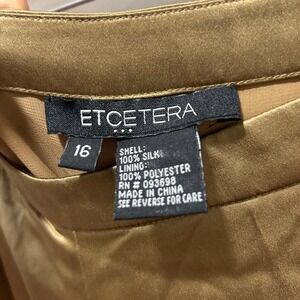 ETCETERA
16
SHELL:
100% SILK
LINING:
100% POLYESTER
RN # 093698
MADE IN CHINA
SEE REVERSE FOR CARE